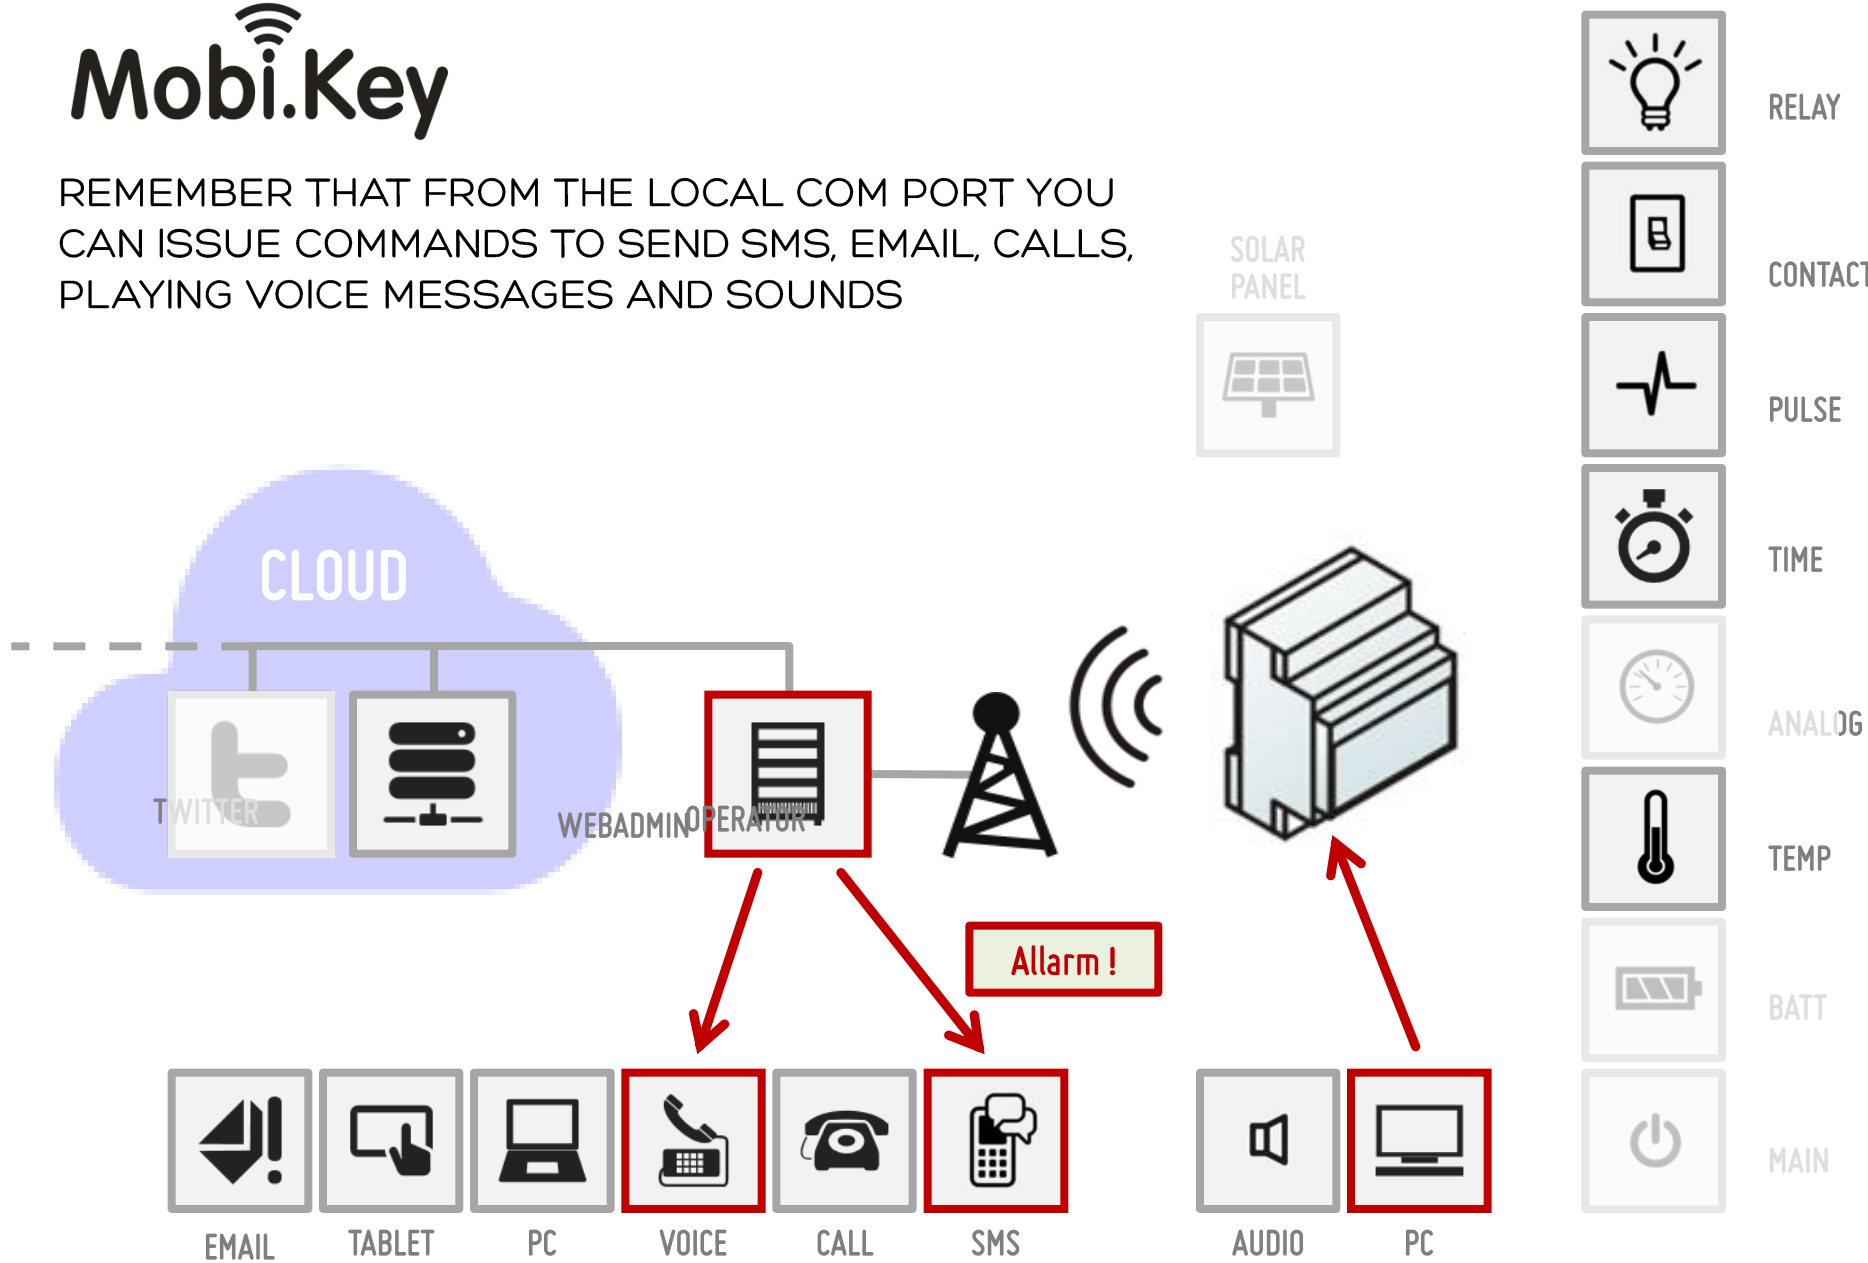 Mobi.Key
REMEMBER THAT FROM THE LOCAL COM PORT YOU
CAN ISSUE COMMANDS TO SEND SMS, EMAIL, CALLS,
PLAYING VOICE MESSAGES AND SOUNDS
RELAY
CONTACT
SOLAR
PANEL
PULSE
TIME
CLOUD
ANALOG
TWITTER
WEBADMIN
OPERATOR
TEMP
Allarm !
BATT
MAIN
EMAIL
TABLET
PC
VOICE
CALL
SMS
AUDIO
PC